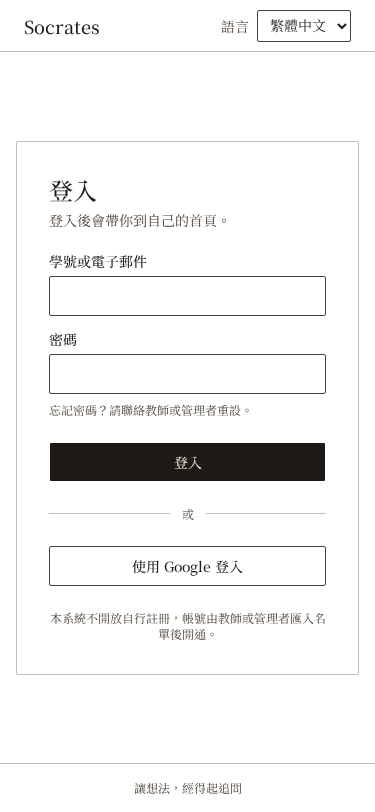 Socrates
語言
繁體中文
登入
登入後會帶你到自己的首頁。
學號或電子郵件
密碼
忘記密碼？請聯絡教師或管理者重設。
登入
或
使用 Google 登入
本系統不開放自行註冊，帳號由教師或管理者匯入名
單後開通。
讓想法，經得起追問